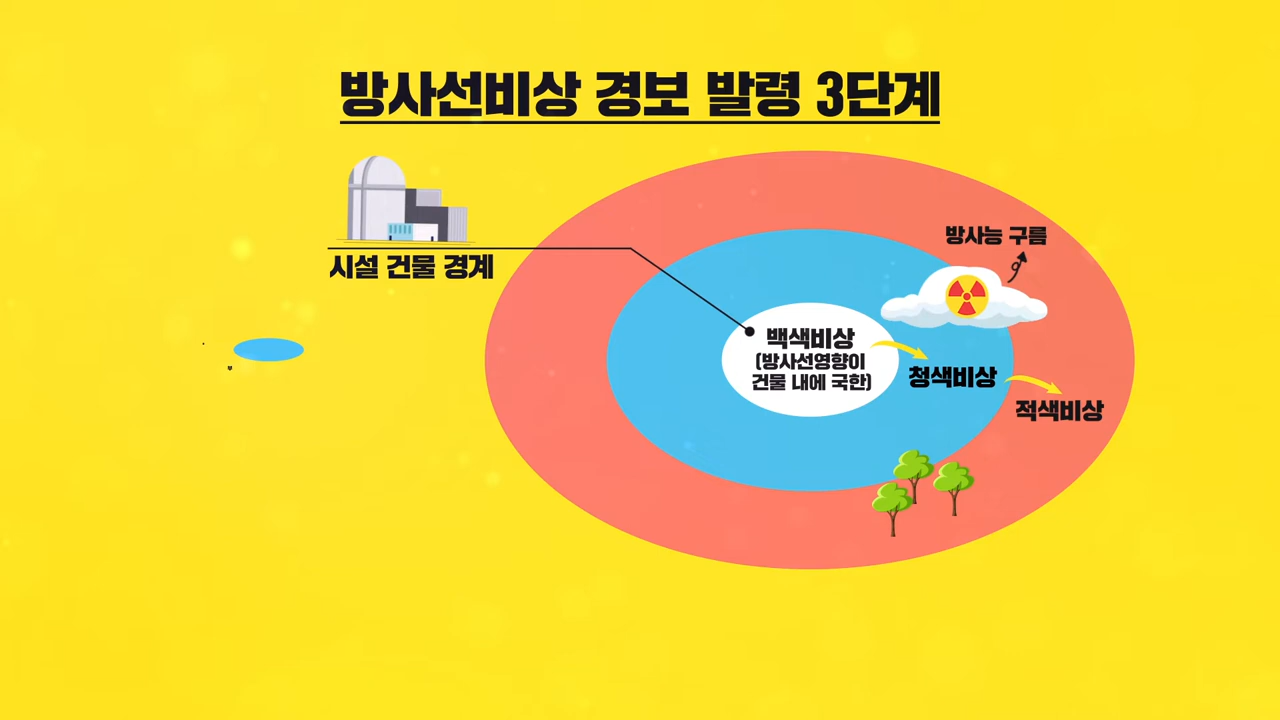 방사선비상 경보 발령 3단계
방사능 구름
시설 건물 경계
백색비상
(방사선영향이
건물 내에 국한)
청색비상
적색비상